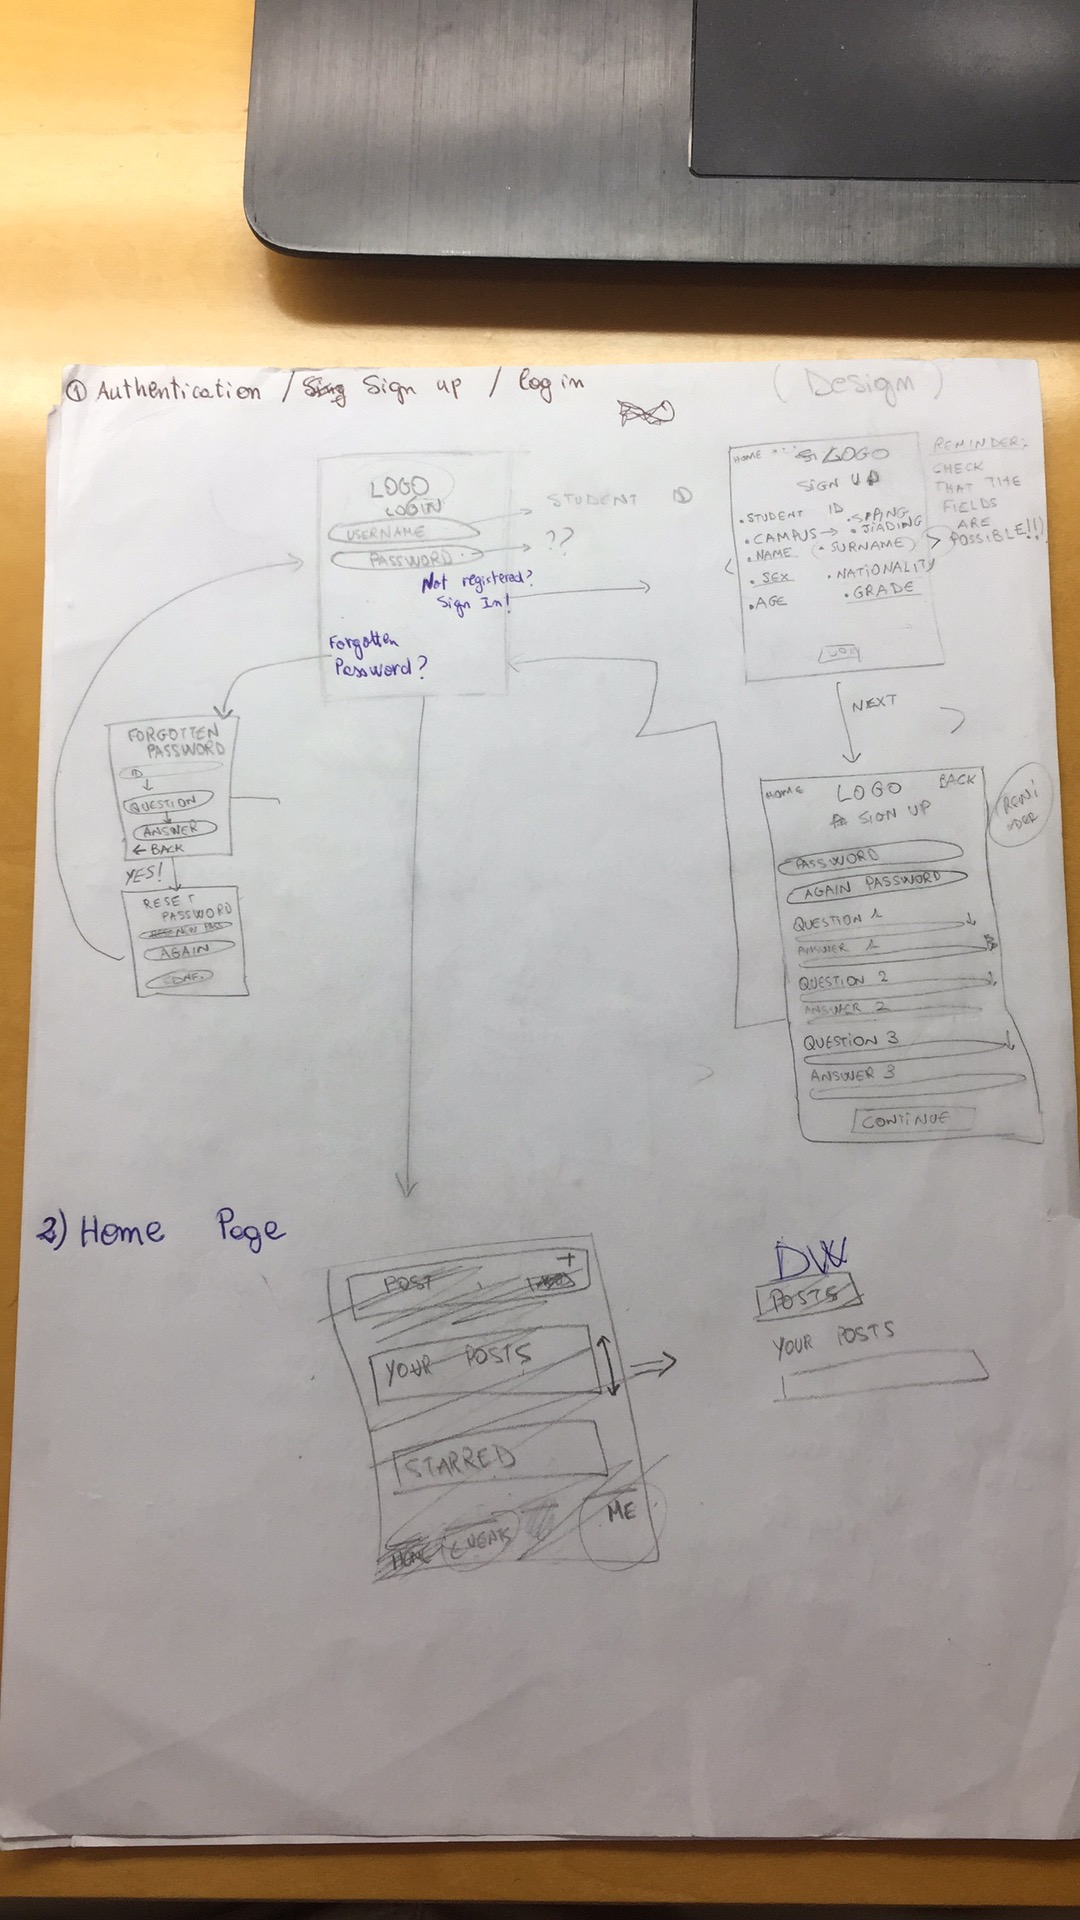 ① Authentication / Sign up / log in
(Design)
LOGO
LOGIN
USERNAME
PASSWORD
Not registered?
Sign In!
Forgotten
Password?
STUDENT ID
??
HOME
LOGO
SIGN UP
• STUDENT ID
• CAMPUS → • SIPING
• JIADING
• NAME (• SURNAME)
• SEX • NATIONALITY
• AGE • GRADE
REMINDER:
CHECK
THAT THE
FIELDS
ARE
POSSIBLE!!!
NEXT
FORGOTTEN
PASSWORD
ID
QUESTION
ANSWER
← BACK
YES!
RESET
PASSWORD
NEW PASS
AGAIN
CONF.
HOME LOGO BACK
SIGN UP
REMI
NDER
PASSWORD
AGAIN PASSWORD
QUESTION 1
ANSWER 1
QUESTION 2
ANSWER 2
QUESTION 3
ANSWER 3
CONTINUE
2) Home Page
POST +
YOUR POSTS
STARRED
HOME EVENTS ME
POSTS
YOUR POSTS